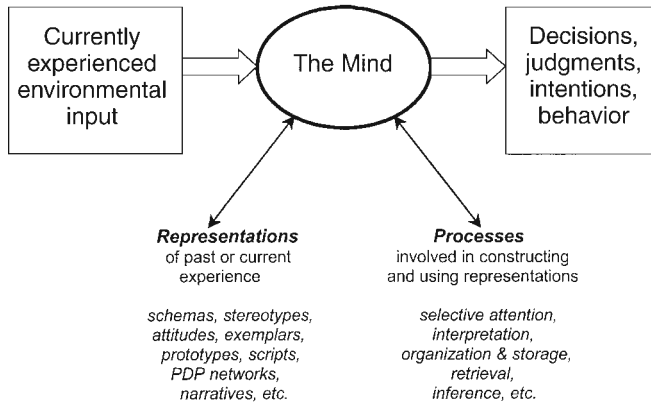 Currently
experienced
environmental
input
The Mind
Decisions,
judgments,
intentions,
behavior
Representations
of past or current
experience
schemas, stereotypes,
attitudes, exemplars,
prototypes, scripts,
PDP networks,
narratives, etc.
Processes
involved in constructing
and using representations
selective attention,
interpretation,
organization & storage,
retrieval,
inference, etc.